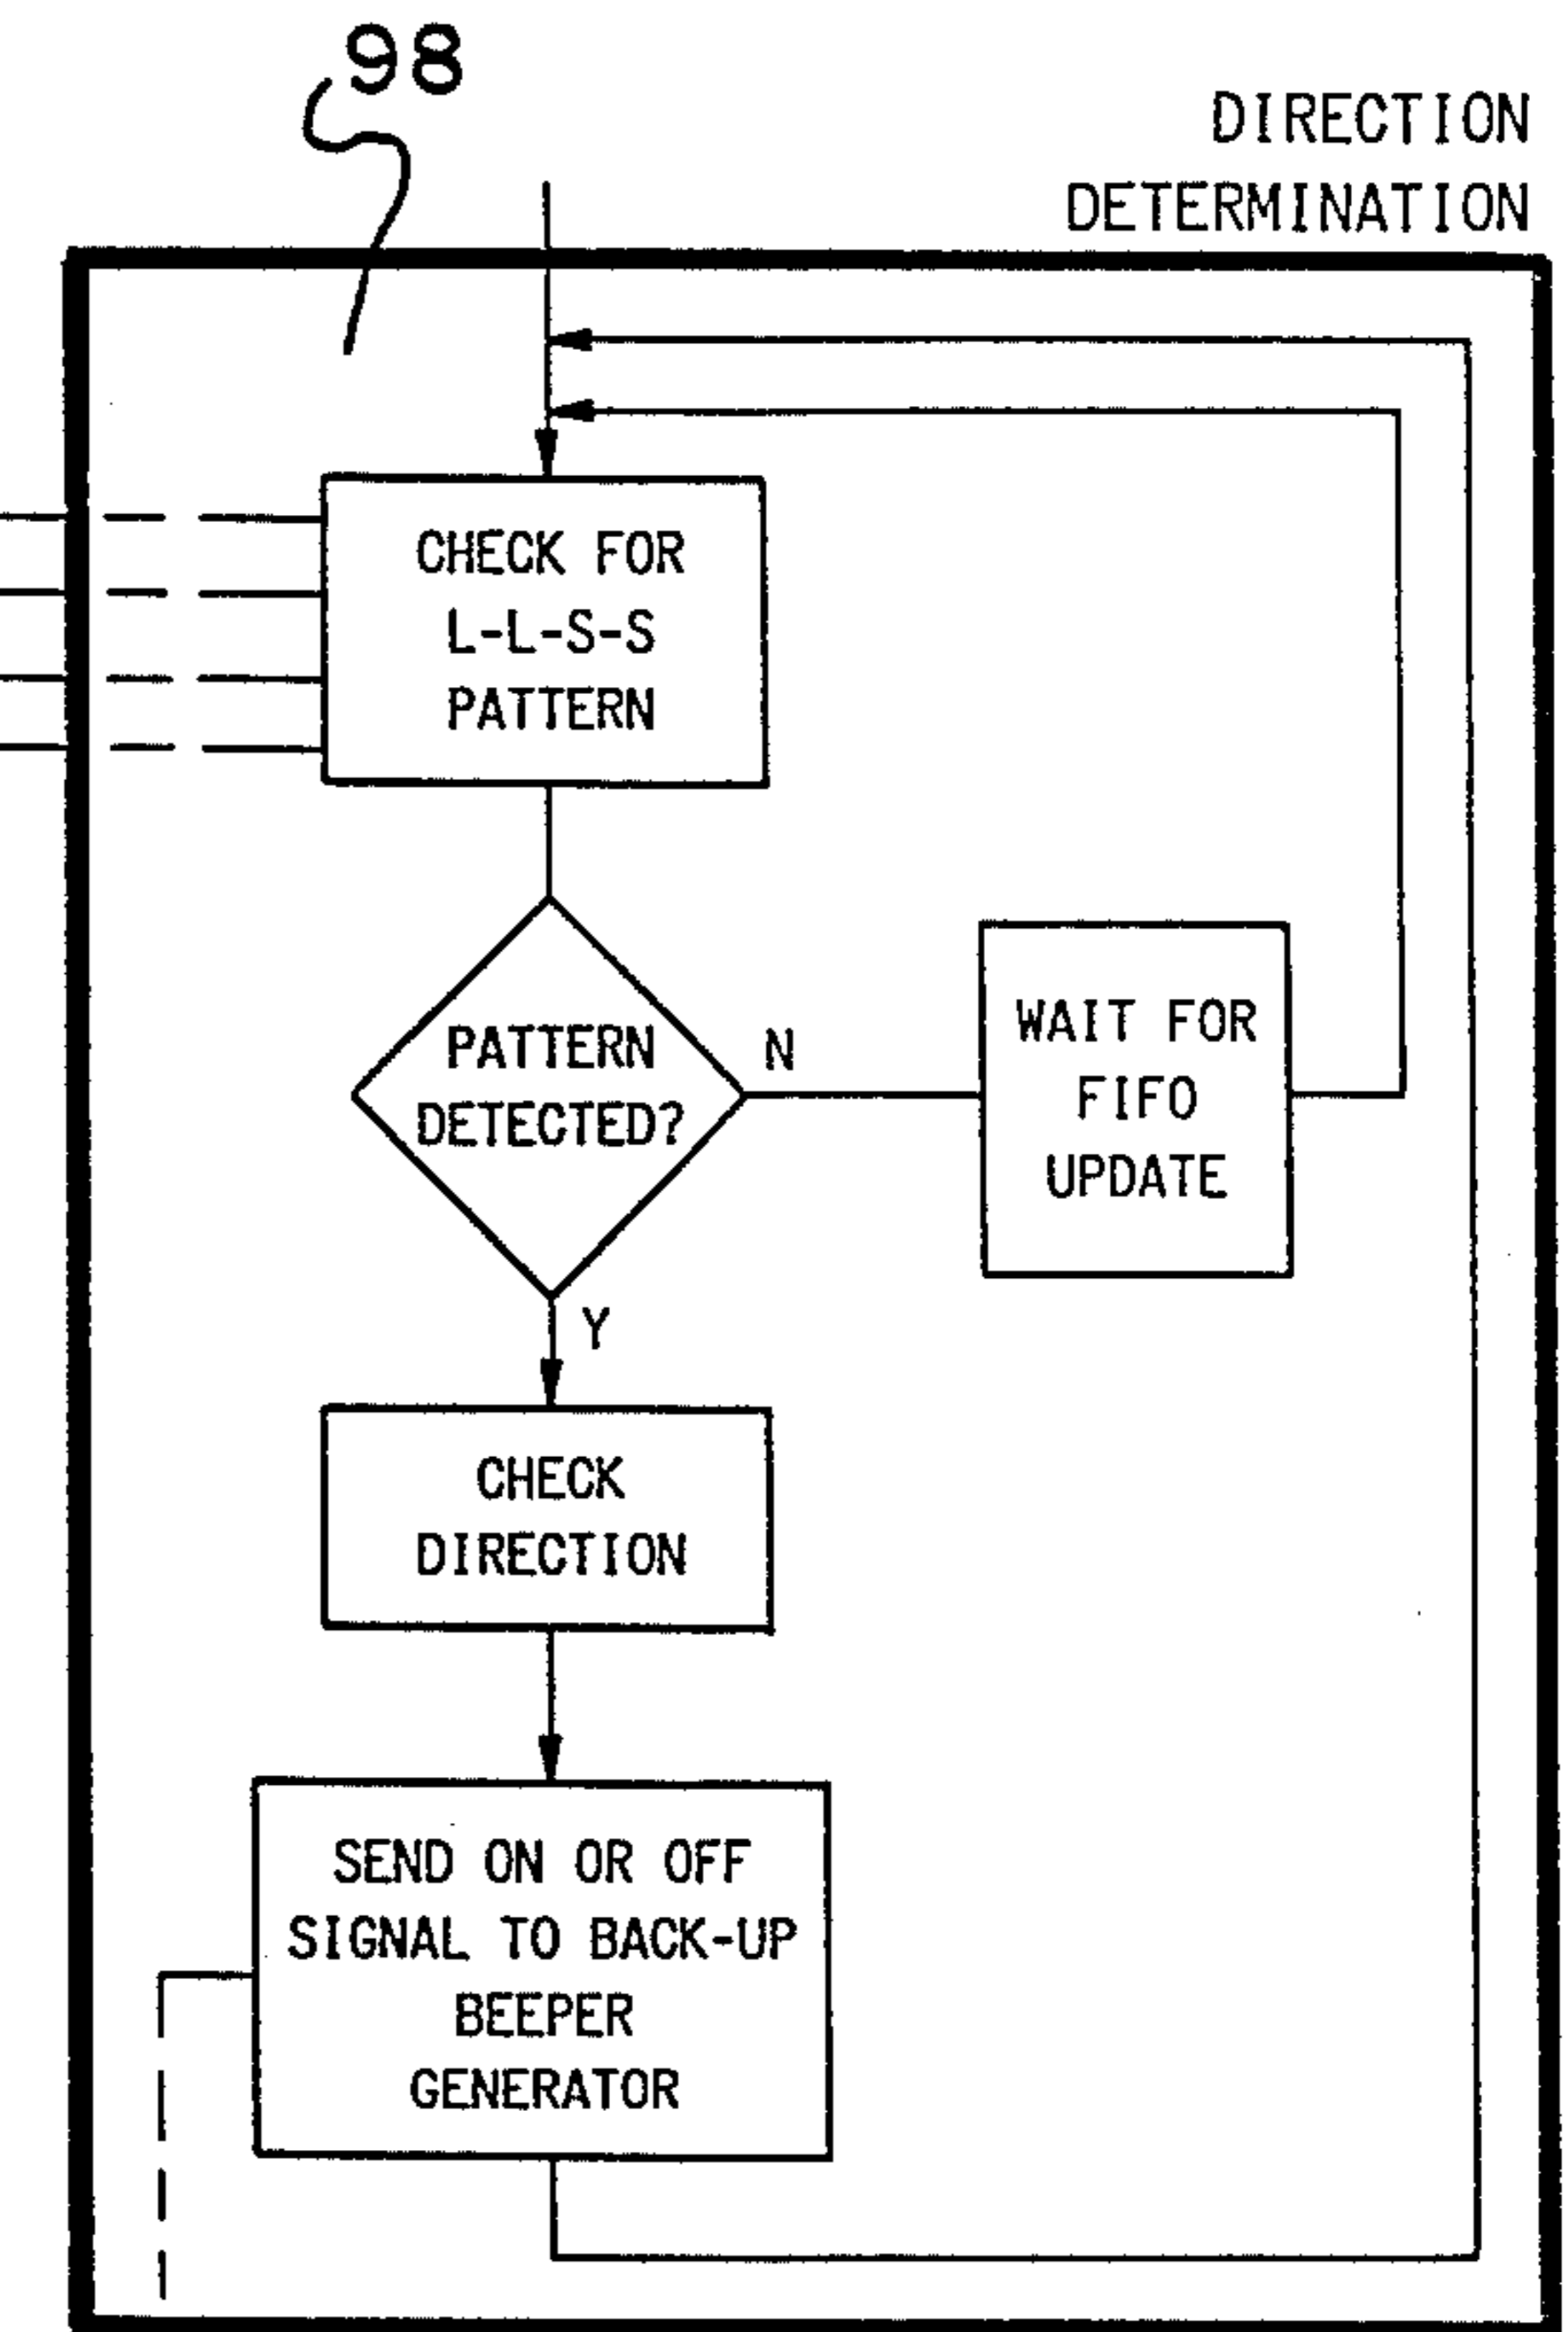 98
DIRECTION
DETERMINATION
CHECK FOR
L-L-S-S
PATTERN
PATTERN
DETECTED?
N
WAIT FOR
FIFO
UPDATE
Y
CHECK
DIRECTION
SEND ON OR OFF
SIGNAL TO BACK-UP
BEEPER
GENERATOR